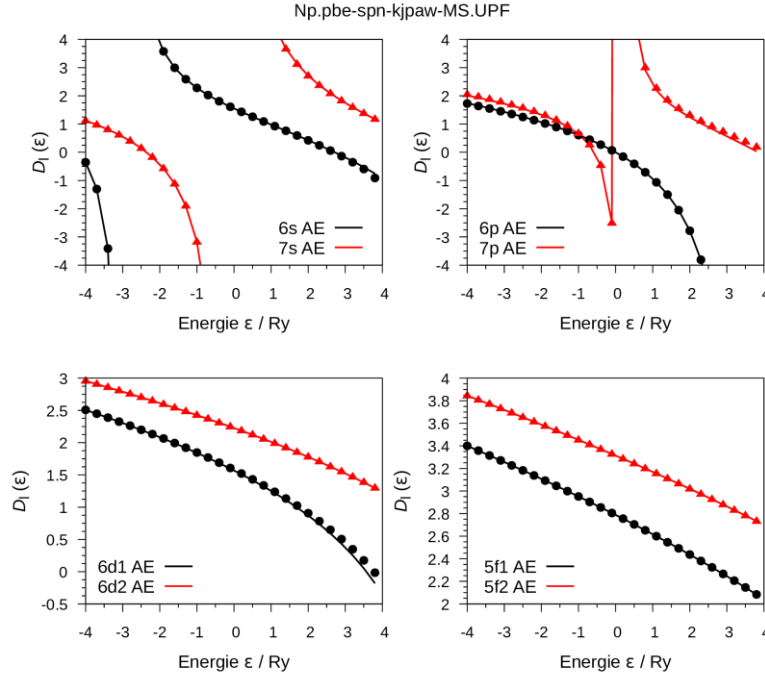 Np.pbe-spn-kjpaw-MS.UPF
4
3
2
1
0
-1
-2
-3
-4
D_l (ε)
6s AE
7s AE
-4 -3 -2 -1 0 1 2 3 4
Energie ε / Ry
4
3
2
1
0
-1
-2
-3
-4
D_l (ε)
6p AE
7p AE
-4 -3 -2 -1 0 1 2 3 4
Energie ε / Ry
3
2.5
2
1.5
1
0.5
0
-0.5
D_l (ε)
6d1 AE
6d2 AE
-4 -3 -2 -1 0 1 2 3 4
Energie ε / Ry
4
3.8
3.6
3.4
3.2
3
2.8
2.6
2.4
2.2
2
D_l (ε)
5f1 AE
5f2 AE
-4 -3 -2 -1 0 1 2 3 4
Energie ε / Ry